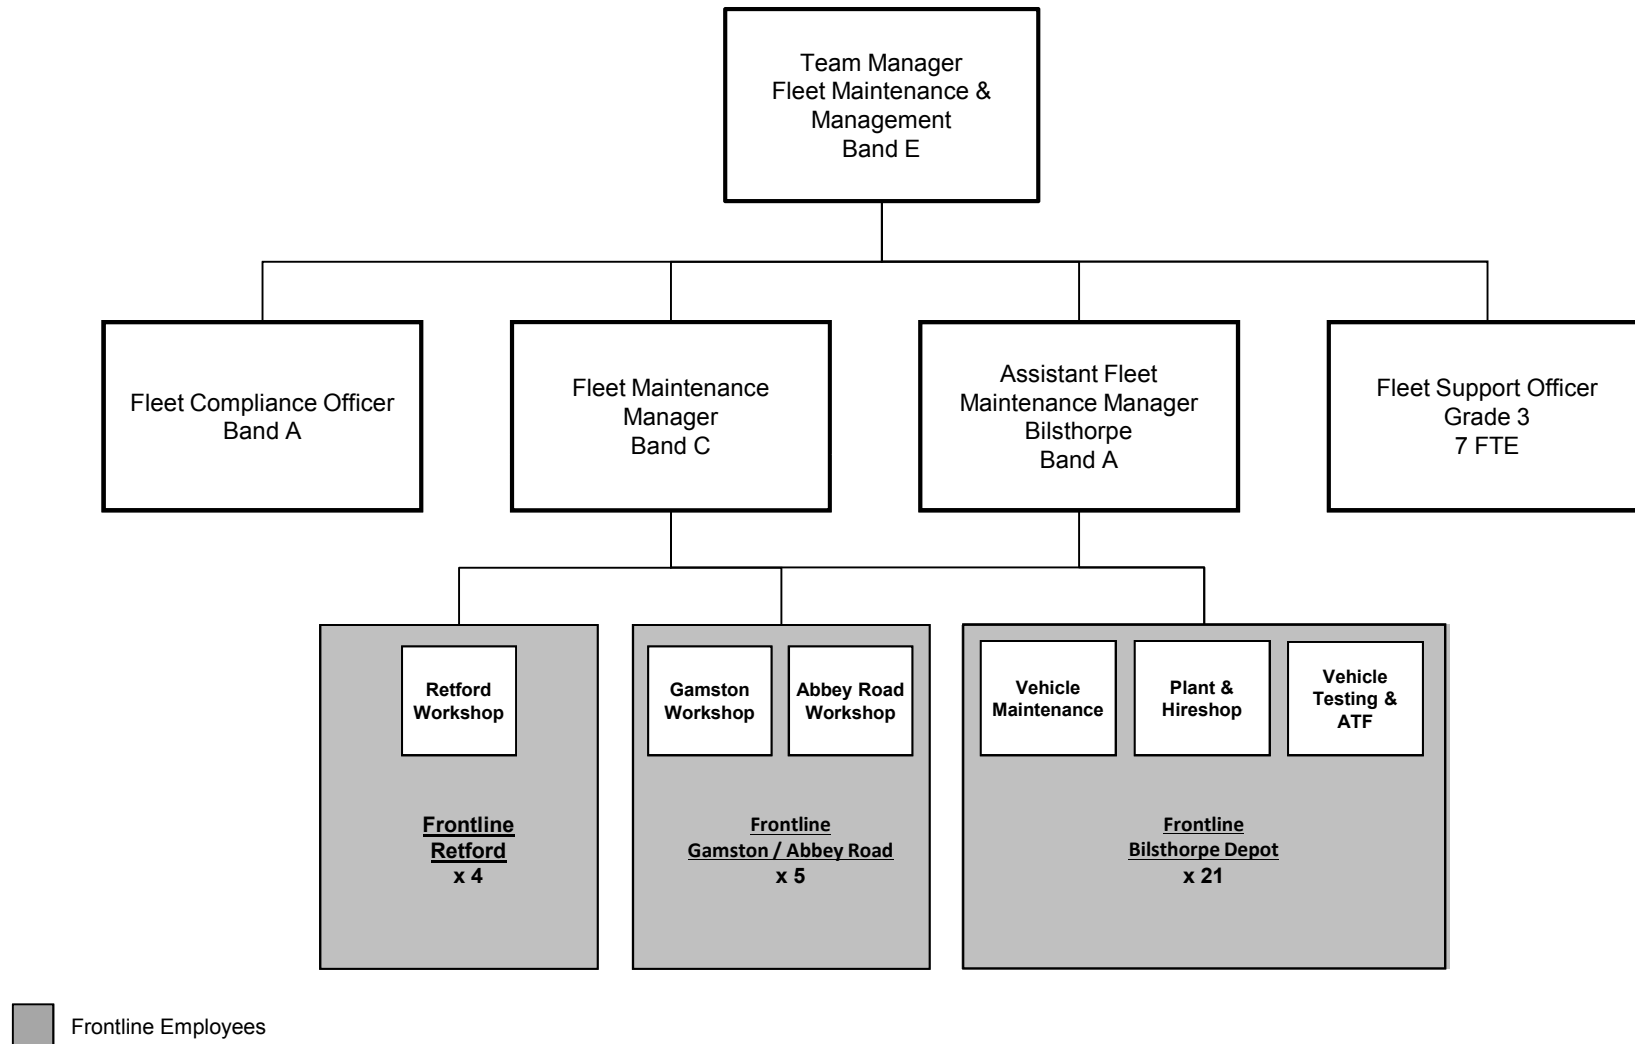 Team Manager
Fleet Maintenance &
Management
Band E
Fleet Compliance Officer
Band A
Fleet Maintenance
Manager
Band C
Assistant Fleet
Maintenance Manager
Bilsthorpe
Band A
Fleet Support Officer
Grade 3
7 FTE
Retford
Workshop
Frontline
Retford
x 4
Gamston
Workshop
Abbey Road
Workshop
Frontline
Gamston / Abbey Road
x 5
Vehicle
Maintenance
Plant &
Hireshop
Vehicle
Testing &
ATF
Frontline
Bilsthorpe Depot
x 21
Frontline Employees